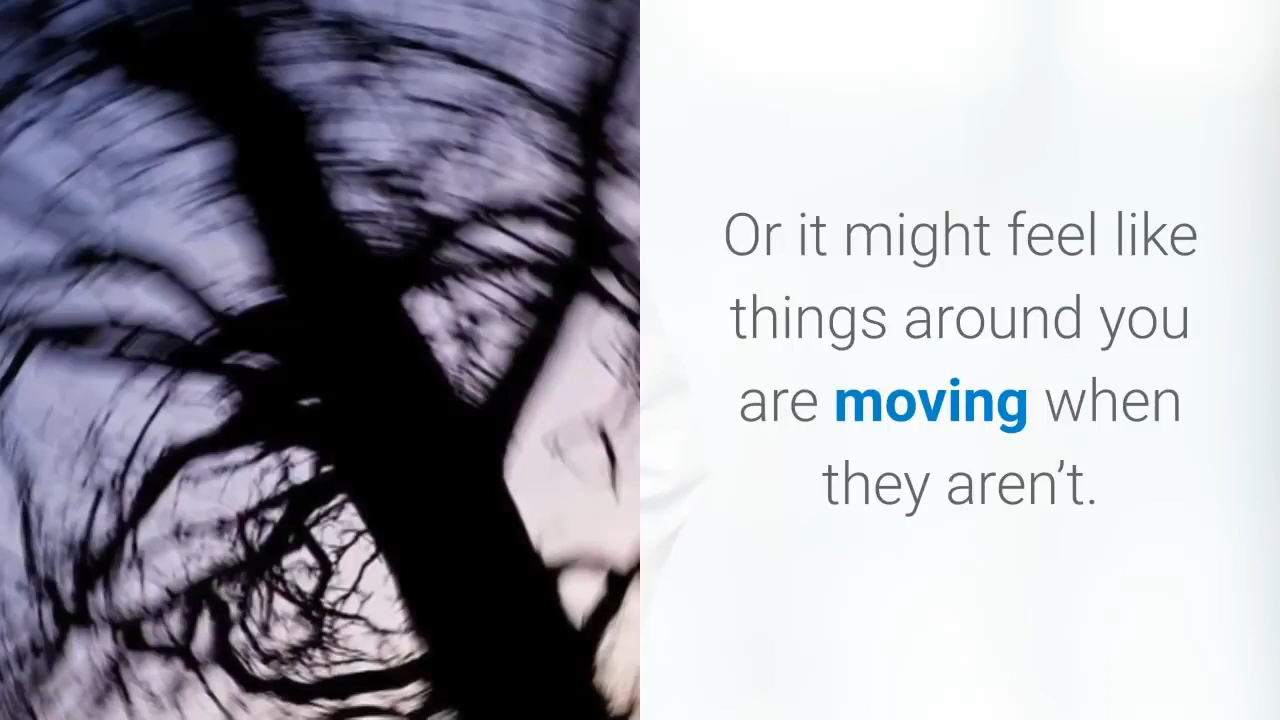 Or it might feel like
things around you
are moving when
they aren’t.